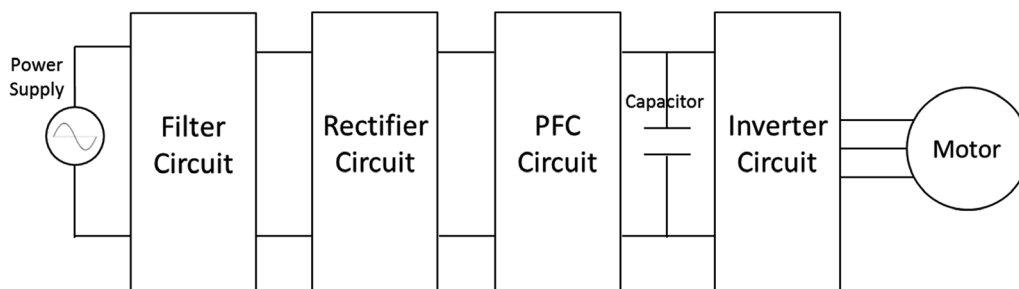 Power
Supply
Filter
Circuit
Rectifier
Circuit
PFC
Circuit
Capacitor
Inverter
Circuit
Motor